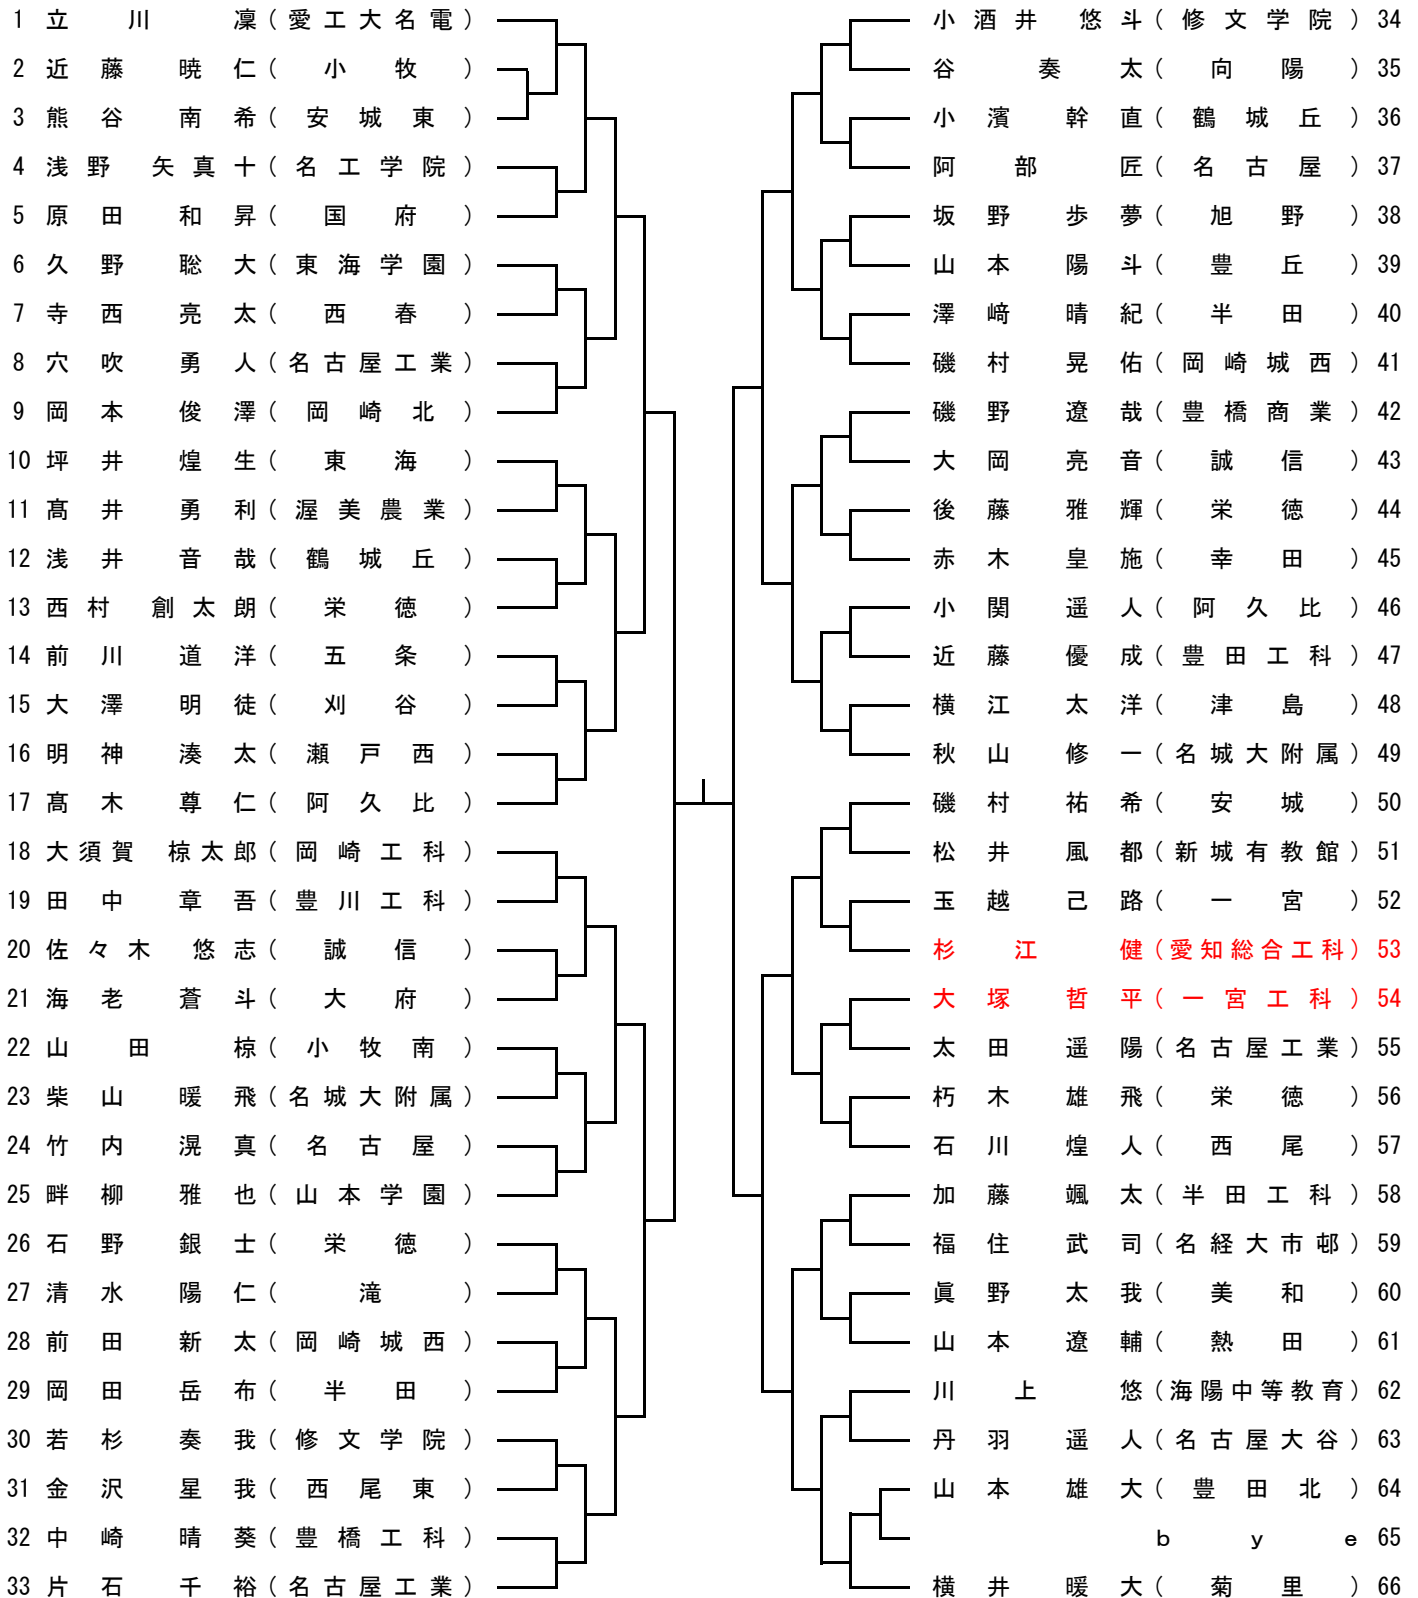 1 立川 凜 (愛工大名電)
2 近藤 暁仁 (小牧)
3 熊谷 南希 (安城東)
4 浅野 矢真十 (名工学院)
5 原田 和昇 (国府)
6 久野 聡大 (東海学園)
7 寺西 亮太 (西春)
8 穴吹 勇人 (名古屋工業)
9 岡本 俊澤 (岡崎北)
10 坪井 煌生 (東海)
11 髙井 勇利 (渥美農業)
12 浅井 音哉 (鶴城丘)
13 西村 創太朗 (栄徳)
14 前川 道洋 (五条)
15 大澤 明徒 (刈谷)
16 明神 湊太 (瀬戸西)
17 髙木 尊仁 (阿久比)
18 大須賀 椋太郎 (岡崎工科)
19 田中 章吾 (豊川工科)
20 佐々木 悠志 (誠信)
21 海老 蒼斗 (大府)
22 山田 椋 (小牧南)
23 柴山 暖飛 (名城大附属)
24 竹内 滉真 (名古屋)
25 畔柳 雅也 (山本学園)
26 石野 銀士 (栄徳)
27 清水 陽仁 (滝)
28 前田 新太 (岡崎城西)
29 岡田 岳布 (半田)
30 若杉 奏我 (修文学院)
31 金沢 星我 (西尾東)
32 中崎 晴葵 (豊橋工科)
33 片石 千裕 (名古屋工業)
小酒井 悠斗 (修文学院) 34
谷 奏太 (向陽) 35
小濱 幹直 (鶴城丘) 36
阿部 匠 (名古屋) 37
坂野 歩夢 (旭野) 38
山本 陽斗 (豊丘) 39
澤﨑 晴紀 (半田) 40
磯村 晃佑 (岡崎城西) 41
磯野 遼哉 (豊橋商業) 42
大岡 亮音 (誠信) 43
後藤 雅輝 (栄徳) 44
赤木 皇施 (幸田) 45
小関 遥人 (阿久比) 46
近藤 優成 (豊田工科) 47
横江 太洋 (津島) 48
秋山 修一 (名城大附属) 49
磯村 祐希 (安城) 50
松井 風都 (新城有教館) 51
玉越 己路 (一宮) 52
杉江 健 (愛知総合工科) 53
大塚 哲平 (一宮工科) 54
太田 遥陽 (名古屋工業) 55
朽木 雄飛 (栄徳) 56
石川 煌人 (西尾) 57
加藤 颯太 (半田工科) 58
福住 武司 (名経大市邨) 59
眞野 太我 (美和) 60
山本 遼輔 (熱田) 61
川上 悠 (海陽中等教育) 62
丹羽 遥人 (名古屋大谷) 63
山本 雄大 (豊田北) 64
bye 65
横井 暖大 (菊里) 66